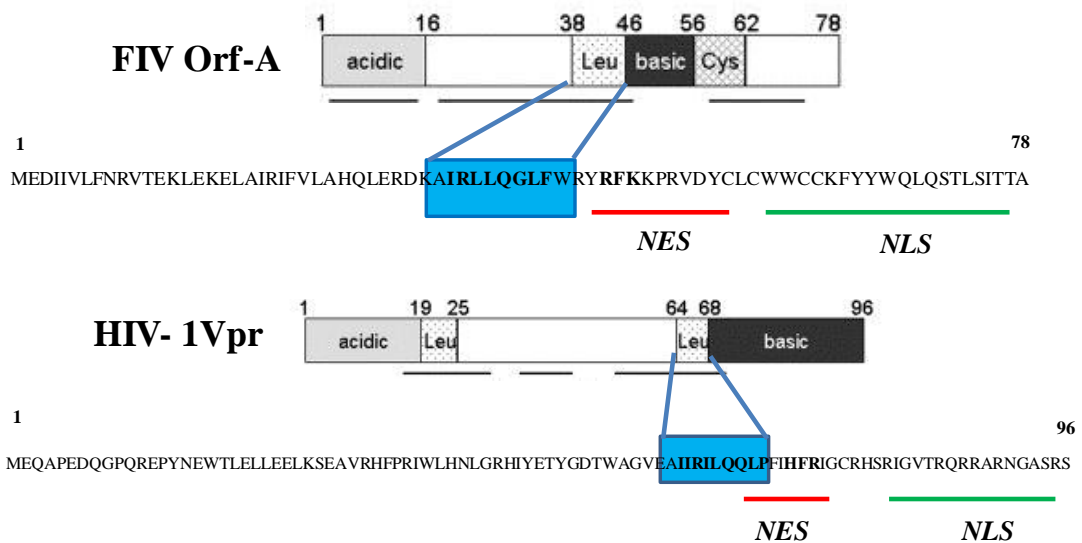 1 16 38 46 56 62 78
FIV Orf-A
acidic Leu basic Cys
1 78
MEDIIVLFNRVTEKLEKELAIRIFVLAHQLERDKAIRLLQGLFWRYRFKKPRVDYCLCWWCCKFYYWQLQSTLSITTA
NES NLS
1 19 25 64 68 96
HIV- 1Vpr
acidic Leu Leu basic
1 96
MEQAPEDQGPQREPYNEWTLELLEELKSEAVRHFPRIWLHNLGRHIYETYGDTWAGVEAIIRILQQLPFIHFRIGCRHSRIGVTRQRRARNGASRS
NES NLS